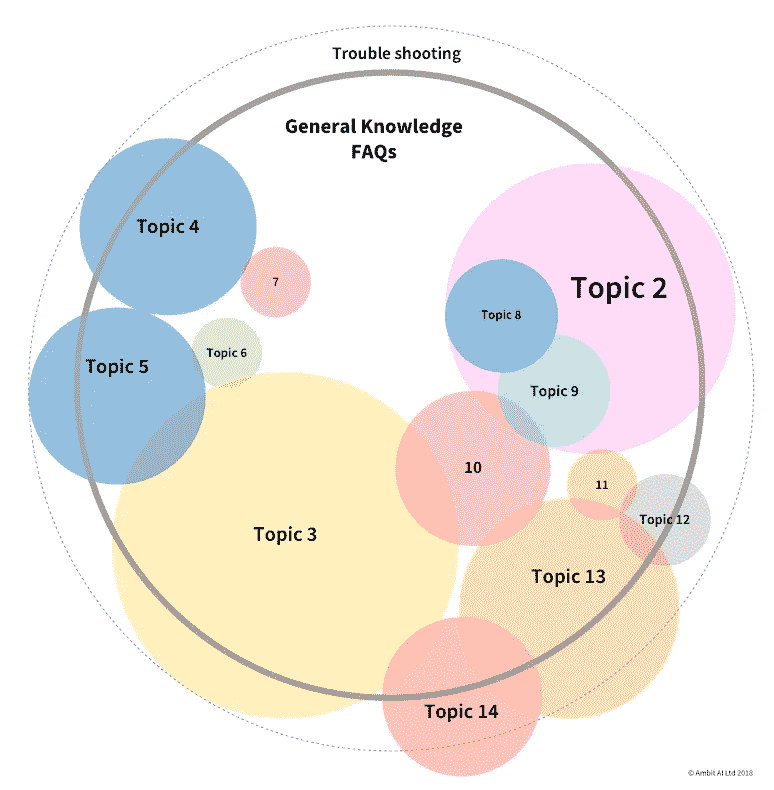 Trouble shooting
General Knowledge
FAQs
Topic 4
7
Topic 2
Topic 8
Topic 6
Topic 5
Topic 9
10
11
Topic 12
Topic 3
Topic 13
Topic 14
© Ambit AI Ltd 2018